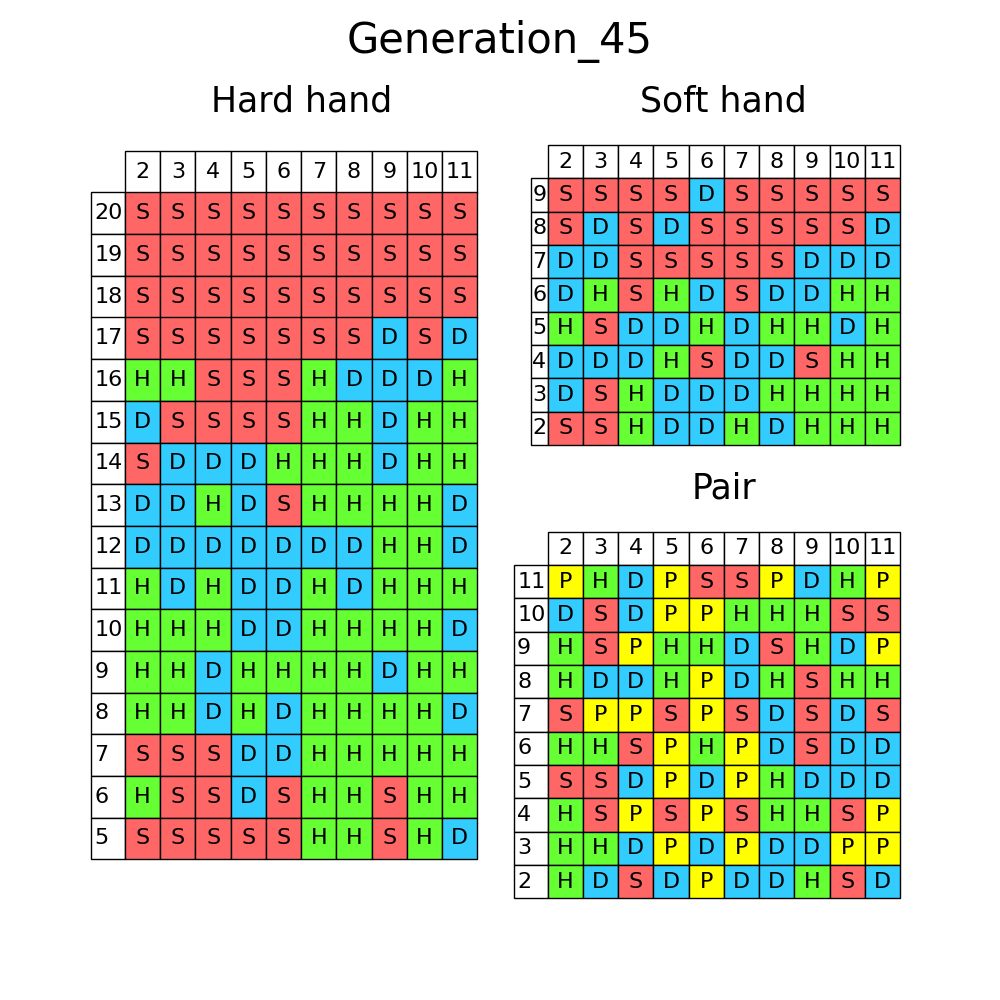 Generation_45
Hard hand
2 3 4 5 6 7 8 9 10 11
20 S S S S S S S S S S
19 S S S S S S S S S S
18 S S S S S S S S S S
17 S S S S S S S D S D
16 H H S S S H D D D H
15 D S S S S H H D H H
14 S D D D H H H D H H
13 D D H D S H H H H D
12 D D D D D D D H H D
11 H D H D D H D H H H
10 H H H D D H H H H D
9 H H D H H H H D H H
8 H H D H D H H H H D
7 S S S D D H H H H H
6 H S S D S H H S H H
5 S S S S S H H S H D
Soft hand
2 3 4 5 6 7 8 9 10 11
9 S S S S D S S S S S
8 S D S D S S S S S D
7 D D S S S S S D D D
6 D H S H D S D D H H
5 H S D D H D H H D H
4 D D D H S D D S H H
3 D S H D D D H H H H
2 S S H D D H D H H H
Pair
2 3 4 5 6 7 8 9 10 11
11 P H D P S S P D H P
10 D S D P P H H H S S
9 H S P H H D S H D P
8 H D D H P D H S H H
7 S P P S P S D S D S
6 H H S P H P D S D D
5 S S D P D P H D D D
4 H S P S P S H H S P
3 H H D P D P D D P P
2 H D S D P D D H S D